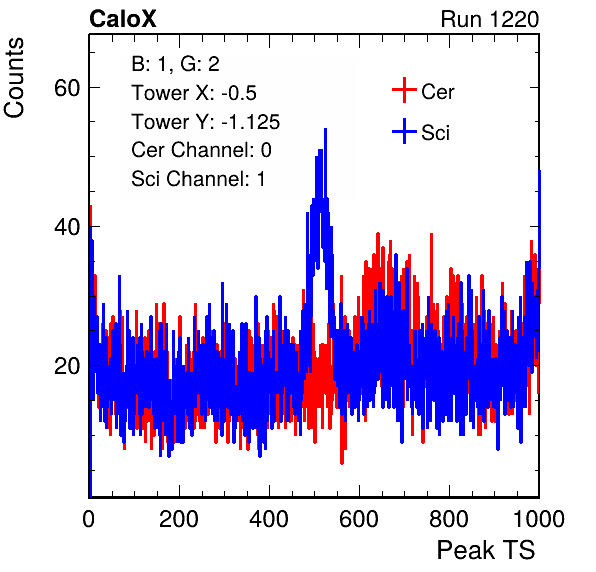 CaloX Run 1220
Counts
B: 1, G: 2
Tower X: -0.5
Tower Y: -1.125
Cer Channel: 0
Sci Channel: 1
Cer
Sci
60
40
20
0 200 400 600 800 1000
Peak TS